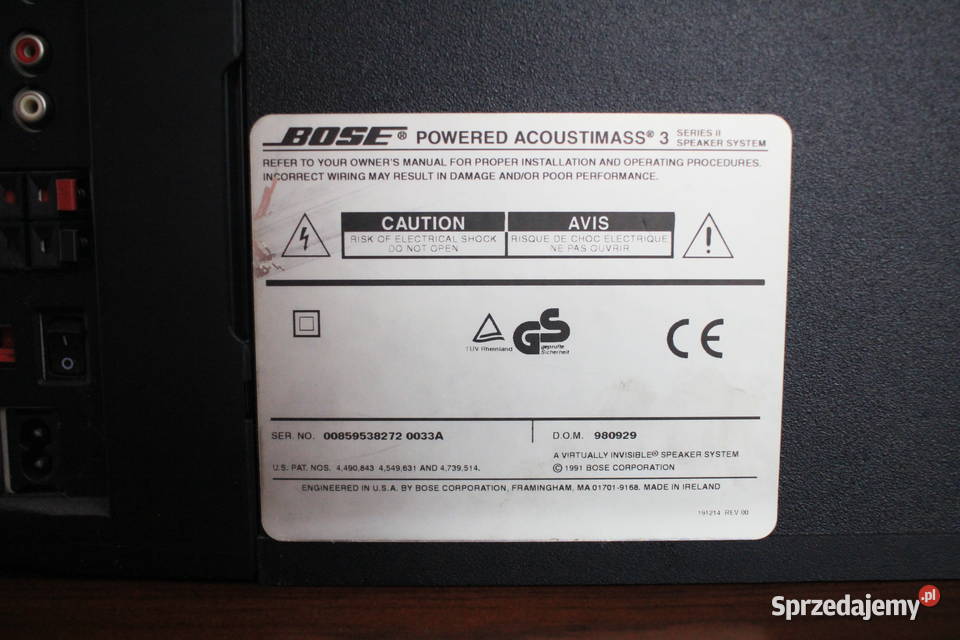 BOSE® POWERED ACOUSTIMASS® 3 SERIES II SPEAKER SYSTEM
REFER TO YOUR OWNER'S MANUAL FOR PROPER INSTALLATION AND OPERATING PROCEDURES.
INCORRECT WIRING MAY RESULT IN DAMAGE AND/OR POOR PERFORMANCE.
CAUTION
RISK OF ELECTRICAL SHOCK
DO NOT OPEN
AVIS
RISQUE DE CHOC ELECTRIQUE
NE PAS OUVRIR
TÜV Rheinland
GS
geprüfte
Sicherheit
CE
SER. NO. 00859538272 0033A
D.O.M. 980929
U.S. PAT. NOS. 4,490,843 4,549,631 AND 4,739,514.
A VIRTUALLY INVISIBLE® SPEAKER SYSTEM
© 1991 BOSE CORPORATION
ENGINEERED IN U.S.A. BY BOSE CORPORATION, FRAMINGHAM, MA 01701-9168. MADE IN IRELAND
191214 REV 00
Sprzedajemy.pl